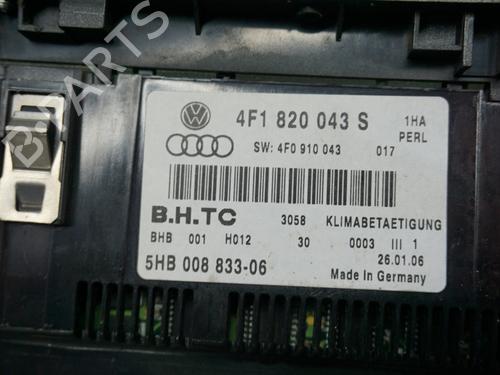 B-PARTS
4F1 820 043 S 1HA
PERL
SW: 4F0 910 043 017
B.H.TC 3058 KLIMABETAETIGUNG
BHB 001 H012 30 0003 III 1
26.01.06
5HB 008 833-06 Made in Germany